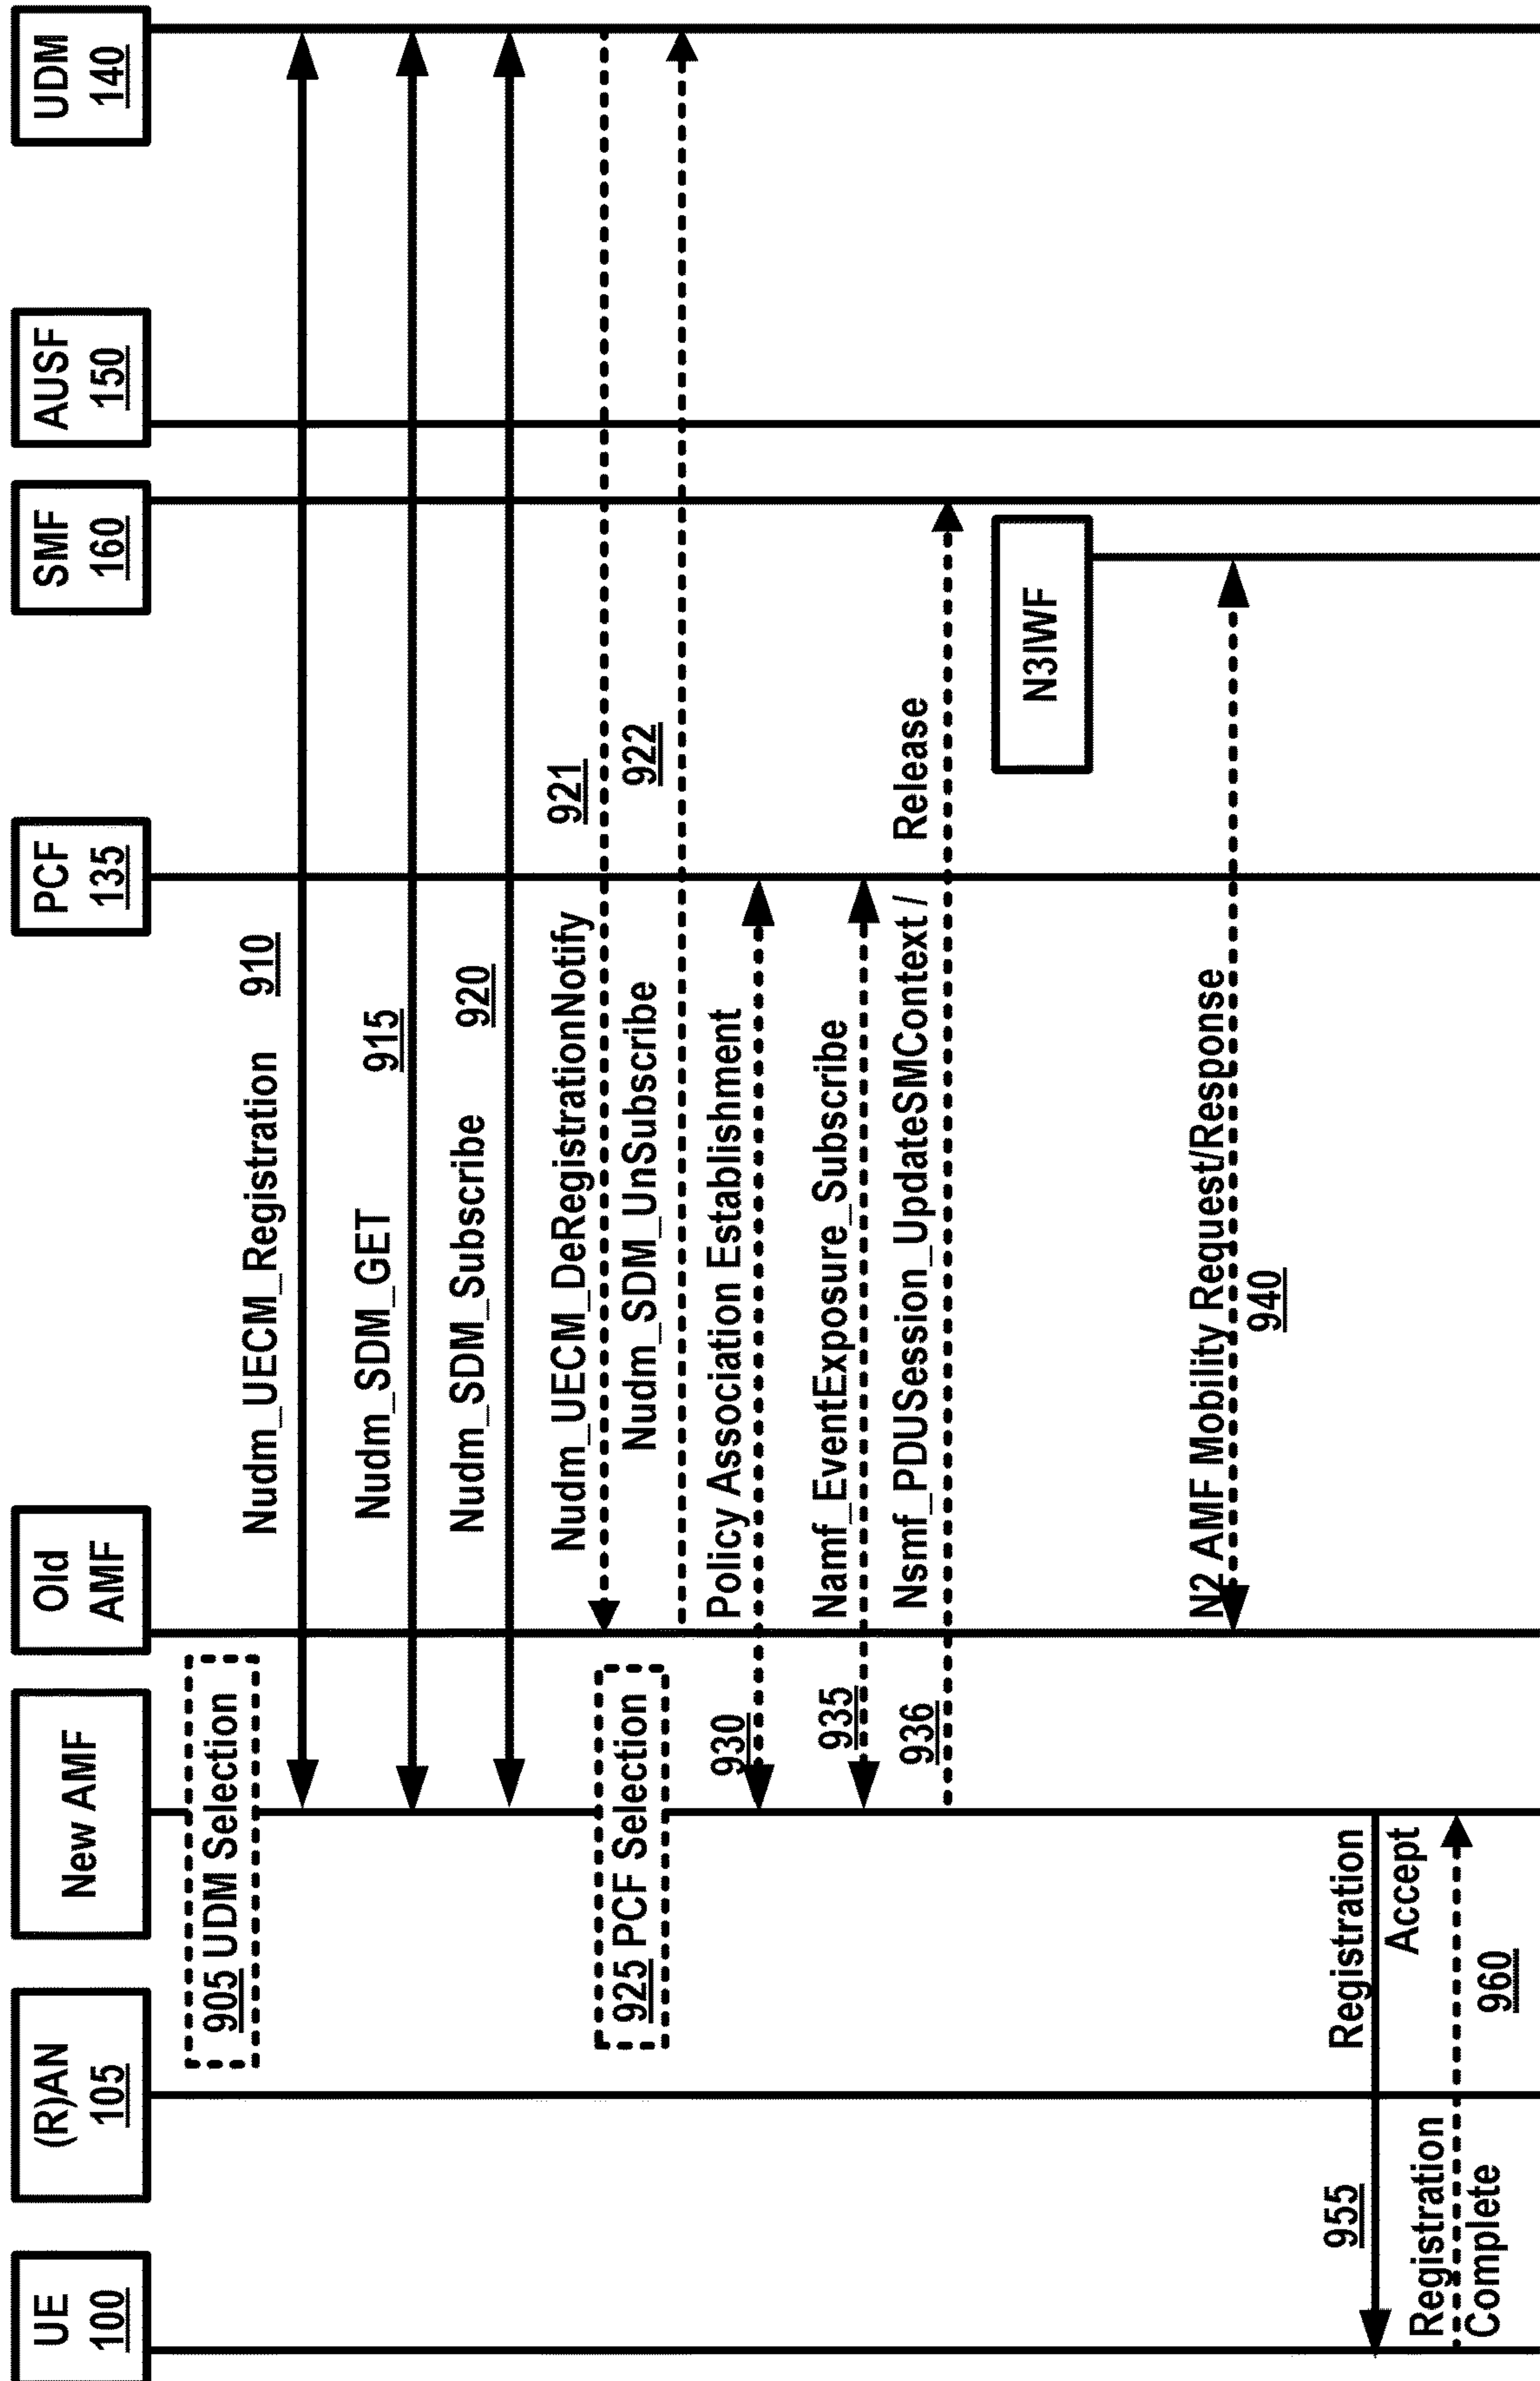 UE
100
(R)AN
105
New AMF
Old
AMF
PCF
135
SMF
160
AUSF
150
UDM
140
905 UDM Selection
Nudm_UECM_Registration 910
Nudm_SDM_GET 915
Nudm_SDM_Subscribe 920
Nudm_UECM_DeRegistrationNotify 921
Nudm_SDM_UnSubscribe 922
925 PCF Selection
Policy Association Establishment
930
Namf_EventExposure_Subscribe
935
Nsmf_PDUSession_UpdateSMContext / Release
936
N3IWF
N2 AMF Mobility Request/Response
940
955
Registration
Accept
Registration
Complete
960